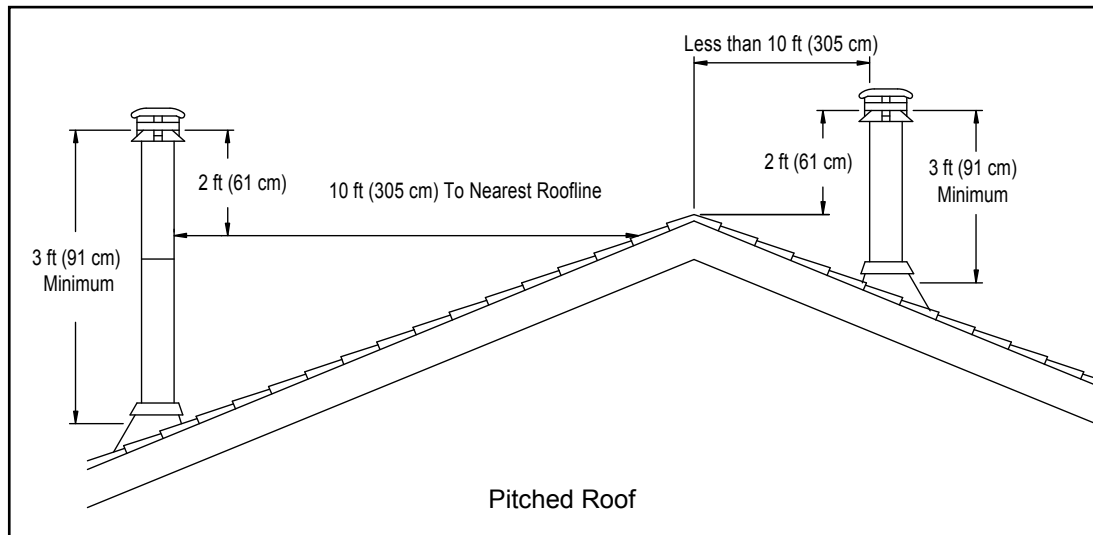 Less than 10 ft (305 cm)
2 ft (61 cm)
10 ft (305 cm) To Nearest Roofline
3 ft (91 cm)
Minimum
2 ft (61 cm)
3 ft (91 cm)
Minimum
Pitched Roof